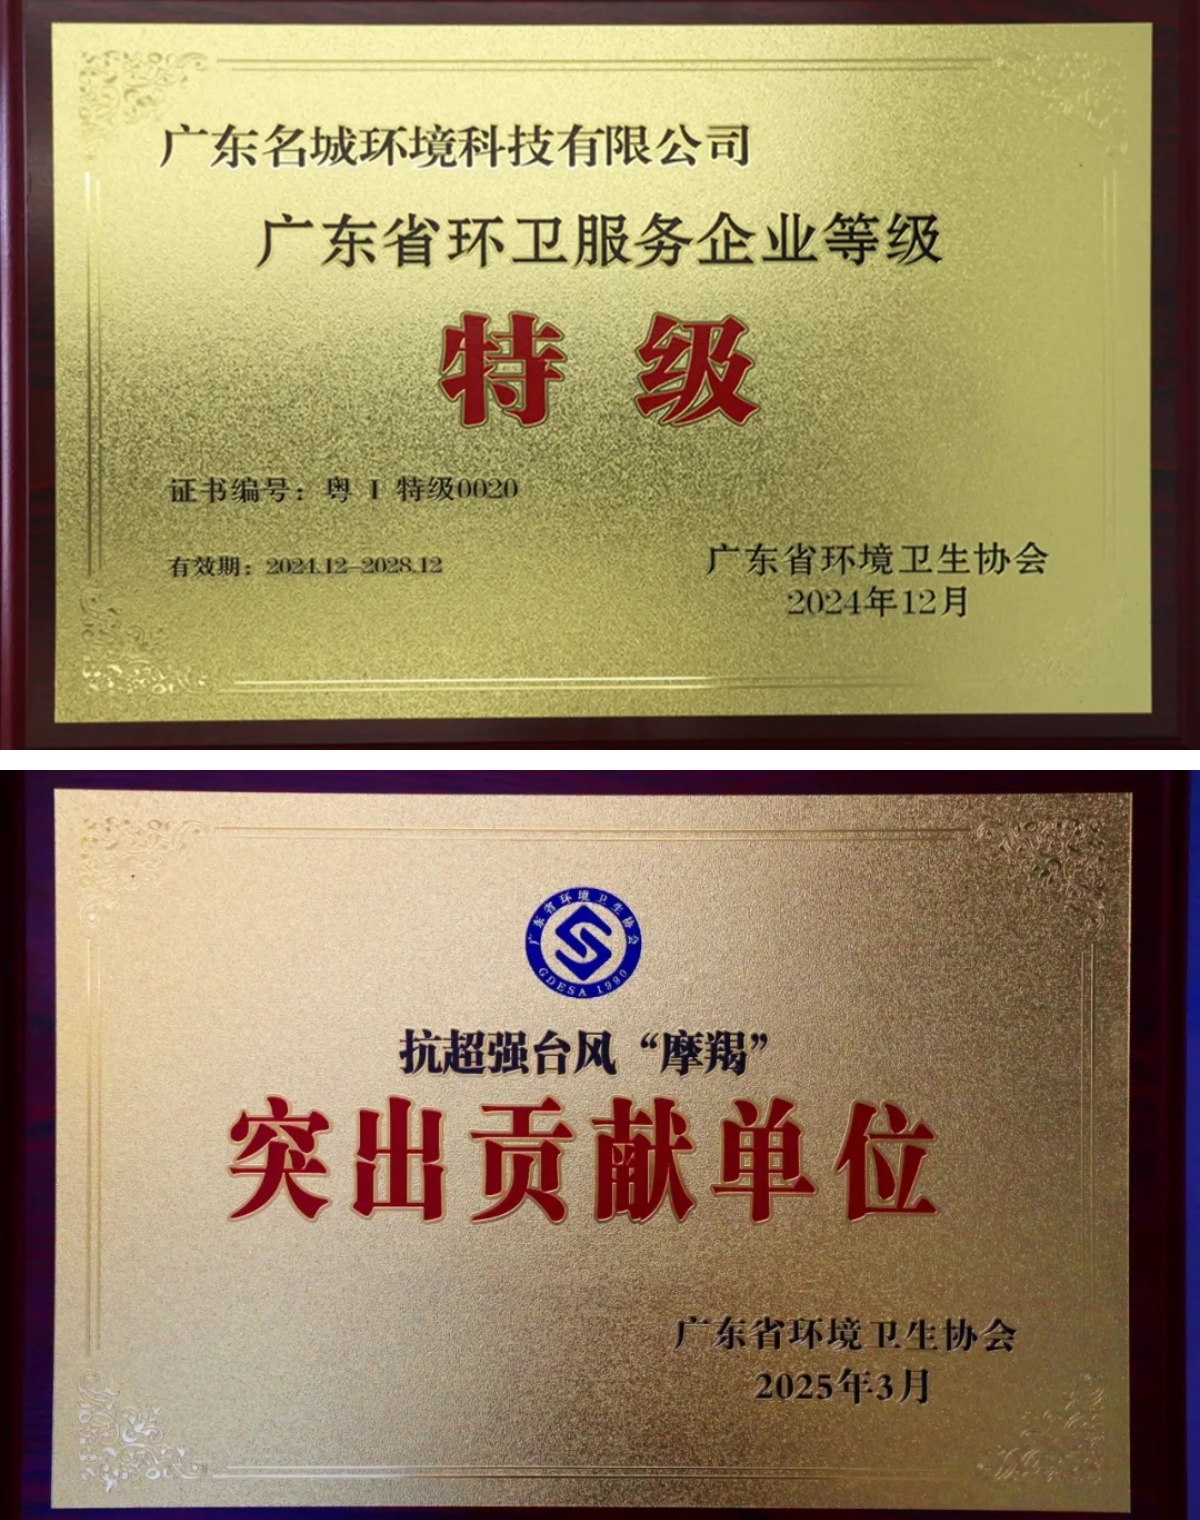 广东名城环境科技有限公司
广东省环卫服务企业等级
特级
证书编号：粤 I 特级0020
有效期：2024.12-2028.12
广东省环境卫生协会
2024年12月
广东省环境卫生协会
GDESA 1990
抗超强台风“摩羯”
突出贡献单位
广东省环境卫生协会
2025年3月